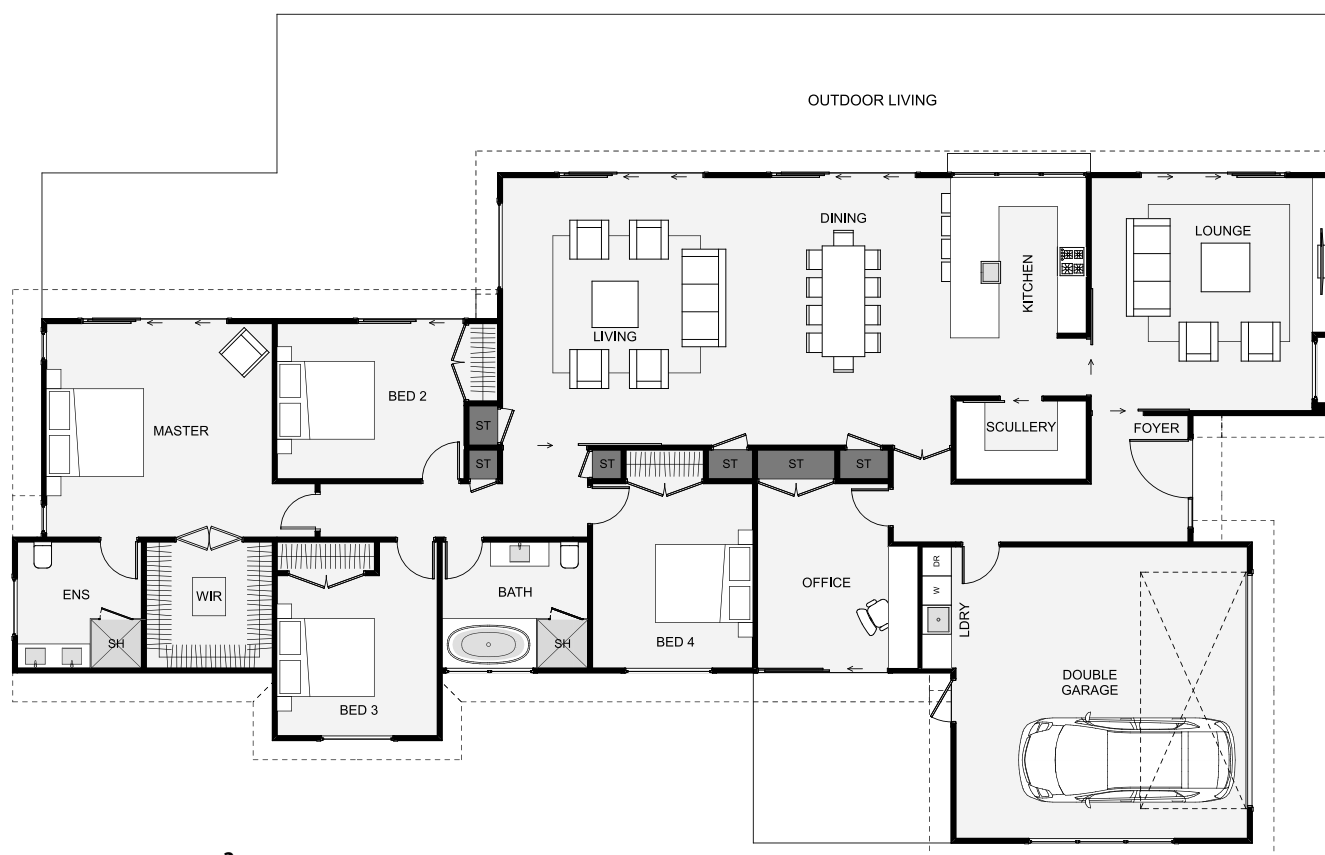 OUTDOOR LIVING
DINING
LOUNGE
KITCHEN
LIVING
BED 2
MASTER
ST
SCULLERY
FOYER
ST
ST
ST
ST
ST
ENS
WIR
BATH
OFFICE
DR
W
LDRY
SH
SH
BED 4
BED 3
DOUBLE
GARAGE
2